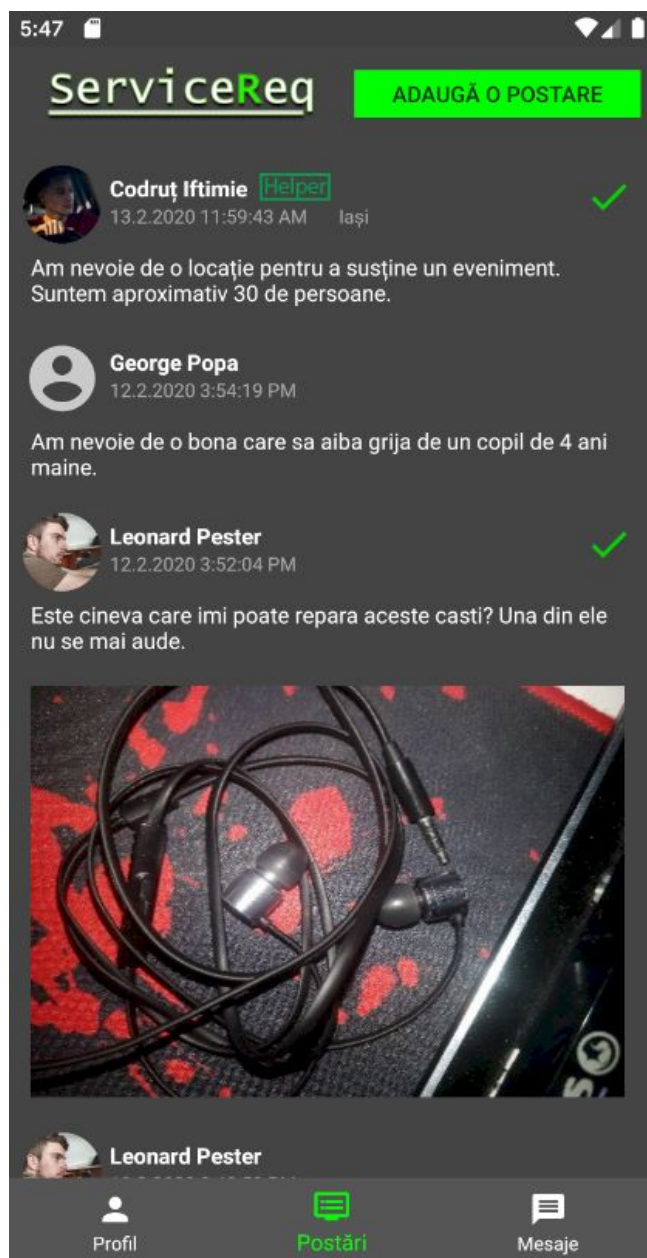 5:47
ServiceReq
ADAUGĂ O POSTARE
Codruț Iftimie Helper
13.2.2020 11:59:43 AM Iași
Am nevoie de o locație pentru a susține un eveniment.
Suntem aproximativ 30 de persoane.
George Popa
12.2.2020 3:54:19 PM
Am nevoie de o bona care sa aiba grija de un copil de 4 ani
maine.
Leonard Pester
12.2.2020 3:52:04 PM
Este cineva care imi poate repara aceste casti? Una din ele
nu se mai aude.
Leonard Pester
Profil
Postări
Mesaje